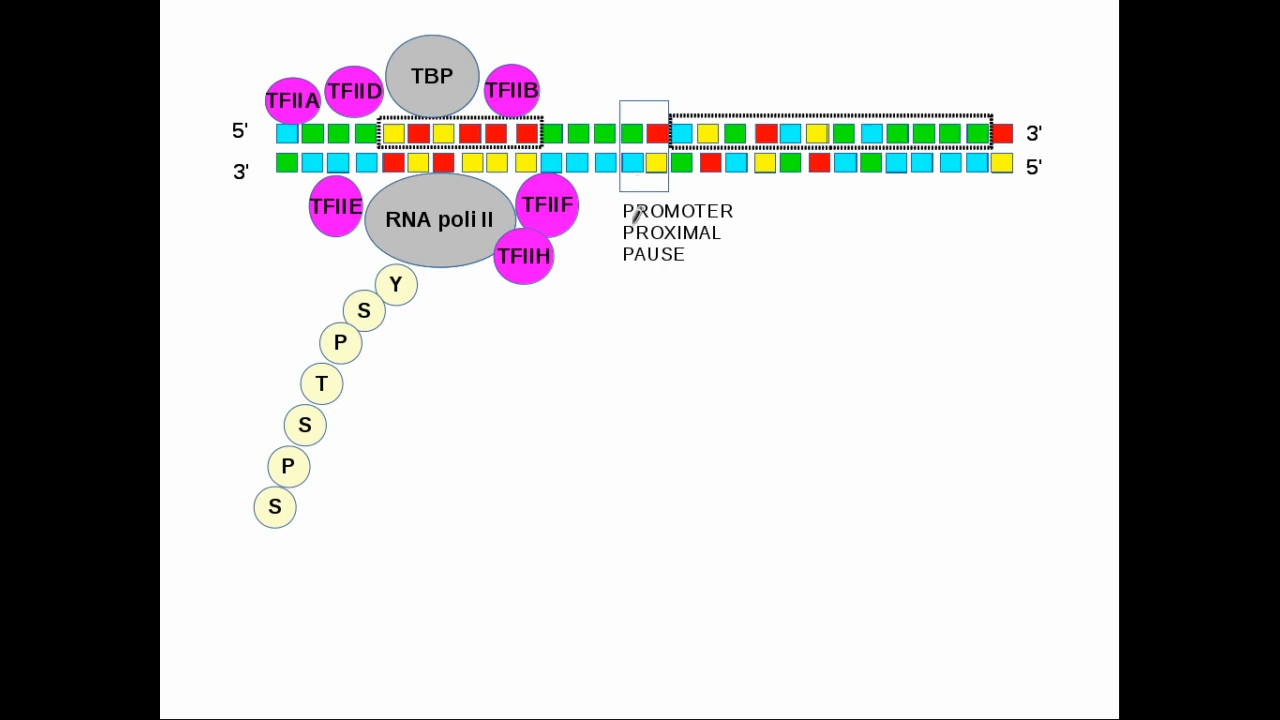 TBP
TFIIA
TFIID
TFIIB
5'
3'
3'
5'
TFIIE
RNA poli II
TFIIF
TFIIH
PROMOTER
PROXIMAL
PAUSE
Y
S
P
T
S
P
S